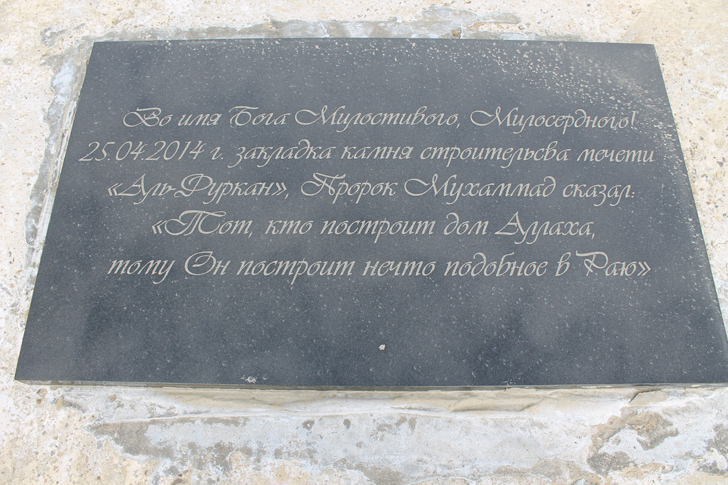 Во имя Бога Милостивого, Милосердного!
25.04.2014 г. закладка камня строительсва мечети
«Аль-Фуркан», Пророк Мухаммад сказал:
«Тот, кто построит дом Аллаха,
тому Он построит нечто подобное в Раю»